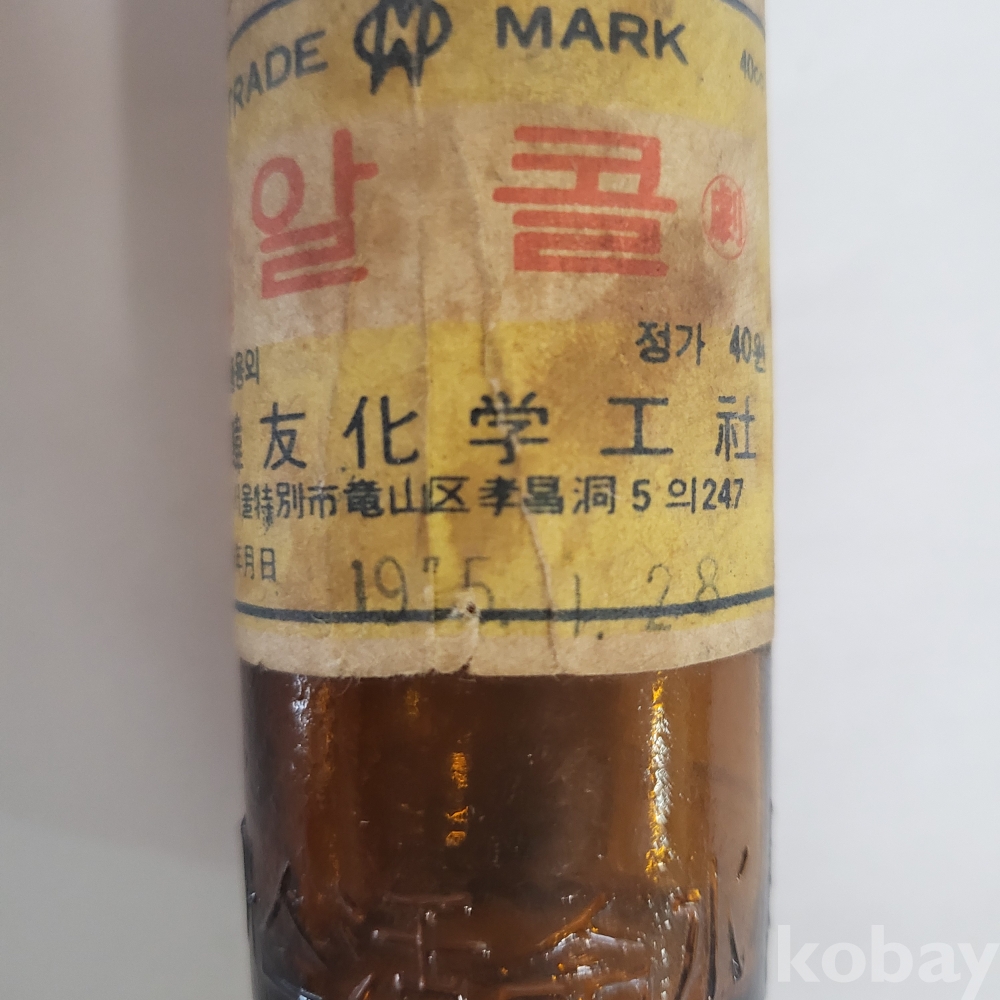 TRADE MARK
알콜 劇
정가 40원
友化学工社
特別市竜山区孝昌洞 5의247
年月日 1975. 1. 28
kobay